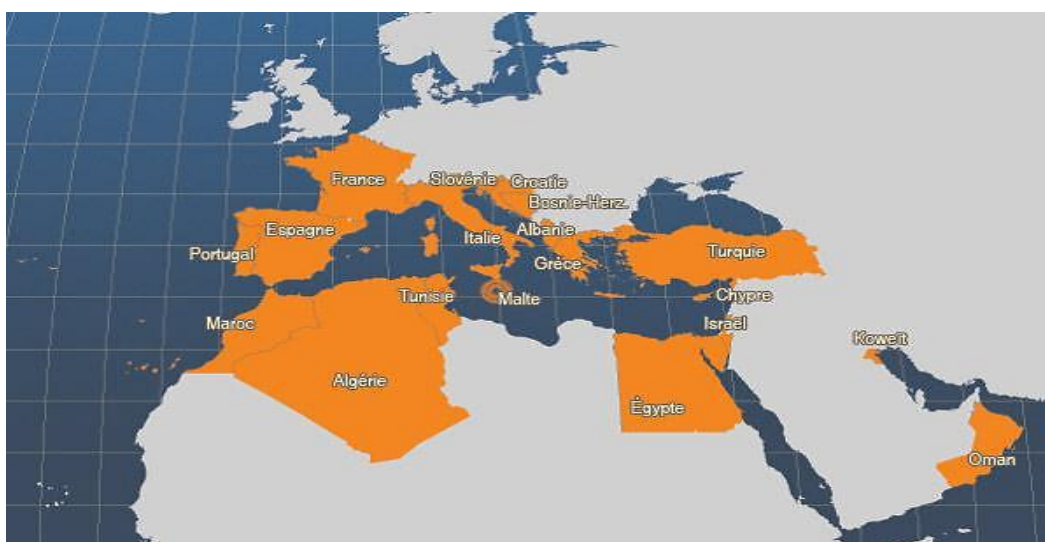 France
Slovénie
Croatie
Bosnie-Herz.
Espagne
Albanie
Italie
Portugal
Turquie
Grèce
Tunisie
Malte
Chypre
Maroc
Israël
Koweït
Algérie
Égypte
Oman